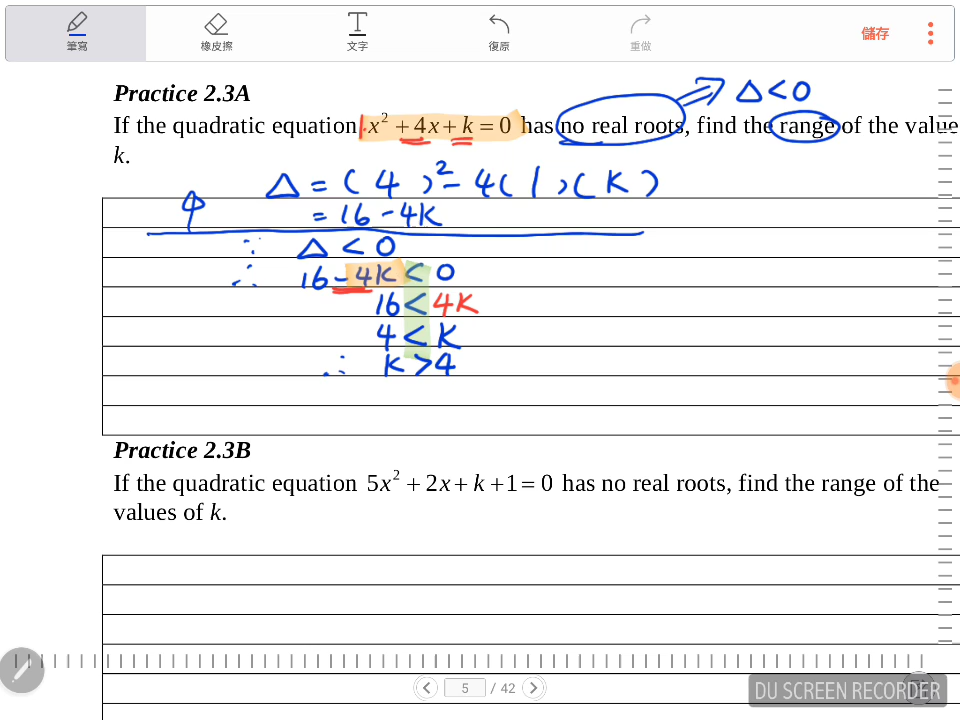 筆寫 橡皮擦 文字 復原 重做 儲存
Practice 2.3A
⇒ Δ < 0
If the quadratic equation 1x² + 4x + k = 0 has no real roots, find the range of the value
k.
Δ = ( 4 )² - 4( 1 )( K )
= 16 - 4K
∵ Δ < 0
∴ 16 - 4K < 0
16 < 4K
4 < K
∴ K > 4
Practice 2.3B
If the quadratic equation 5x² + 2x + k + 1 = 0 has no real roots, find the range of the
values of k.
5 / 42
DU SCREEN RECORDER